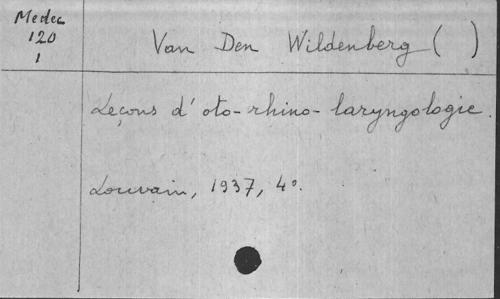 Medec
120
1
Van Den Wildenberg ( )
Leçons d'oto-rhino-laryngologie.
Louvain, 1937, 4°.